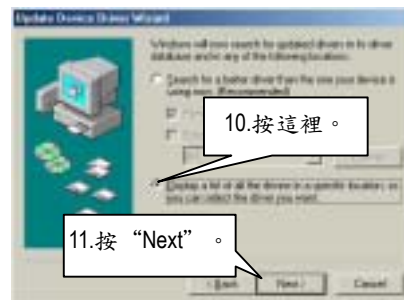 Update Device Driver Wizard
Windows will now search for updated drivers in its driver
database and/or any of the following locations:
Search for a better driver than the one your device is
using now. (Recommended)
10.按這裡。
Display a list of all the drivers in a specific location, so
you can select the driver you want.
11.按“Next”。
< Back
Next >
Cancel